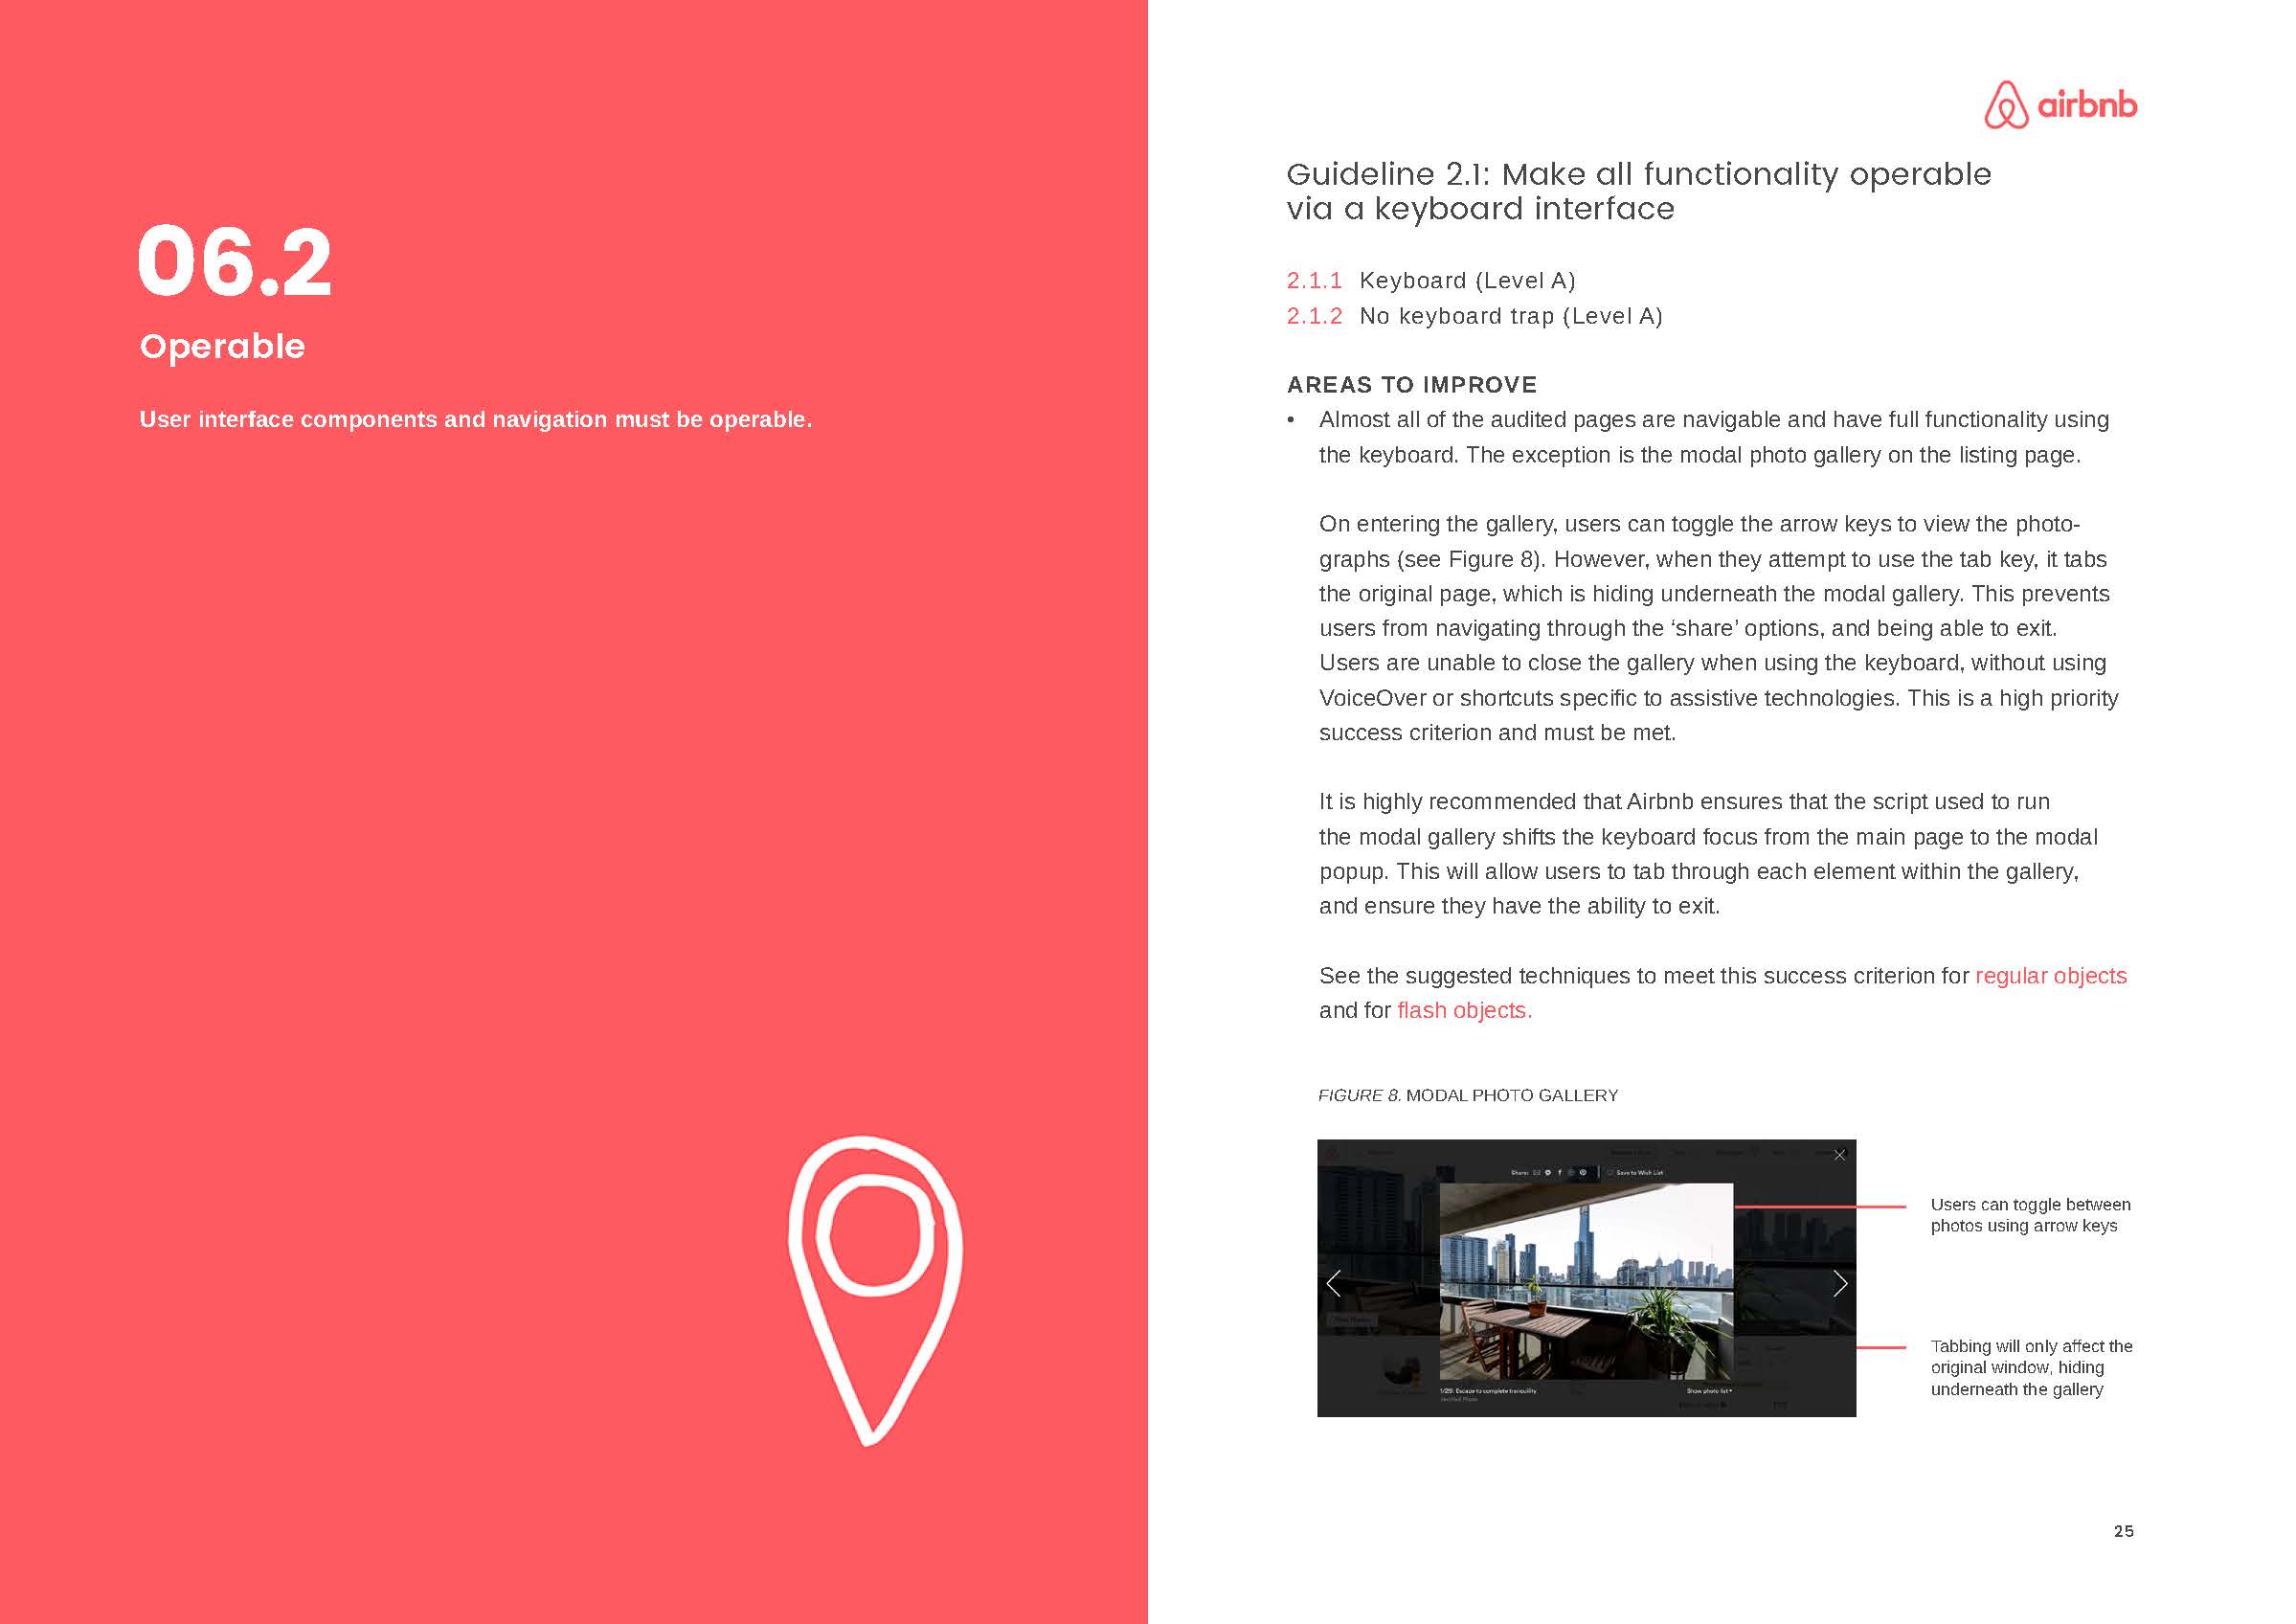 06.2
Operable
User interface components and navigation must be operable.
airbnb
Guideline 2.1: Make all functionality operable
via a keyboard interface
2.1.1 Keyboard (Level A)
2.1.2 No keyboard trap (Level A)
AREAS TO IMPROVE
• Almost all of the audited pages are navigable and have full functionality using
the keyboard. The exception is the modal photo gallery on the listing page.
On entering the gallery, users can toggle the arrow keys to view the photo-
graphs (see Figure 8). However, when they attempt to use the tab key, it tabs
the original page, which is hiding underneath the modal gallery. This prevents
users from navigating through the ‘share’ options, and being able to exit.
Users are unable to close the gallery when using the keyboard, without using
VoiceOver or shortcuts specific to assistive technologies. This is a high priority
success criterion and must be met.
It is highly recommended that Airbnb ensures that the script used to run
the modal gallery shifts the keyboard focus from the main page to the modal
popup. This will allow users to tab through each element within the gallery,
and ensure they have the ability to exit.
See the suggested techniques to meet this success criterion for regular objects
and for flash objects.
FIGURE 8. MODAL PHOTO GALLERY
Share: Save to Wish List
1/29: Escape to complete tranquility
Show photo list
Untitled Photo
Users can toggle between
photos using arrow keys
Tabbing will only affect the
original window, hiding
underneath the gallery
25